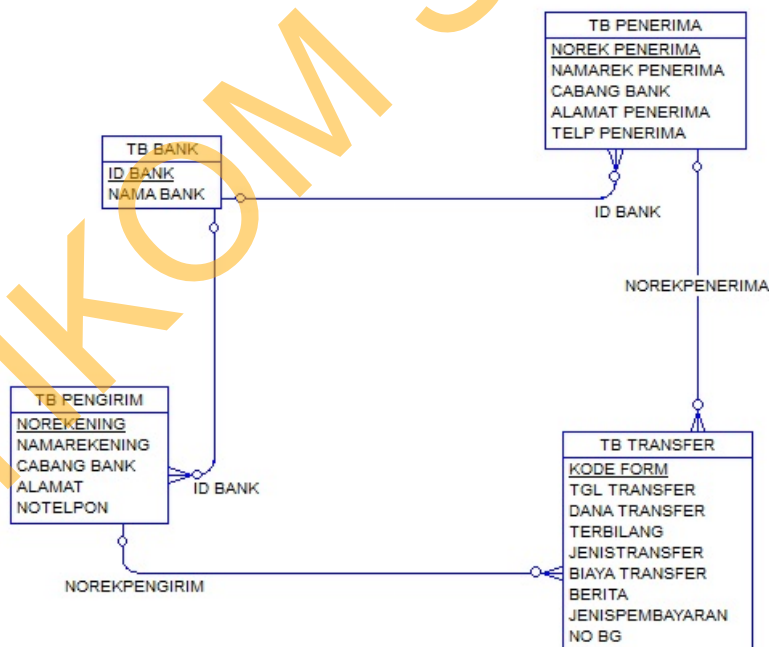 TB PENERIMA
NOREK PENERIMA
NAMAREK PENERIMA
CABANG BANK
ALAMAT PENERIMA
TELP PENERIMA
TB BANK
ID BANK
NAMA BANK
ID BANK
NOREKPENERIMA
TB PENGIRIM
NOREKENING
NAMAREKENING
CABANG BANK
ALAMAT
NOTELPON
ID BANK
NOREKPENGIRIM
TB TRANSFER
KODE FORM
TGL TRANSFER
DANA TRANSFER
TERBILANG
JENISTRANSFER
BIAYA TRANSFER
BERITA
JENISPEMBAYARAN
NO BG
IKOM S